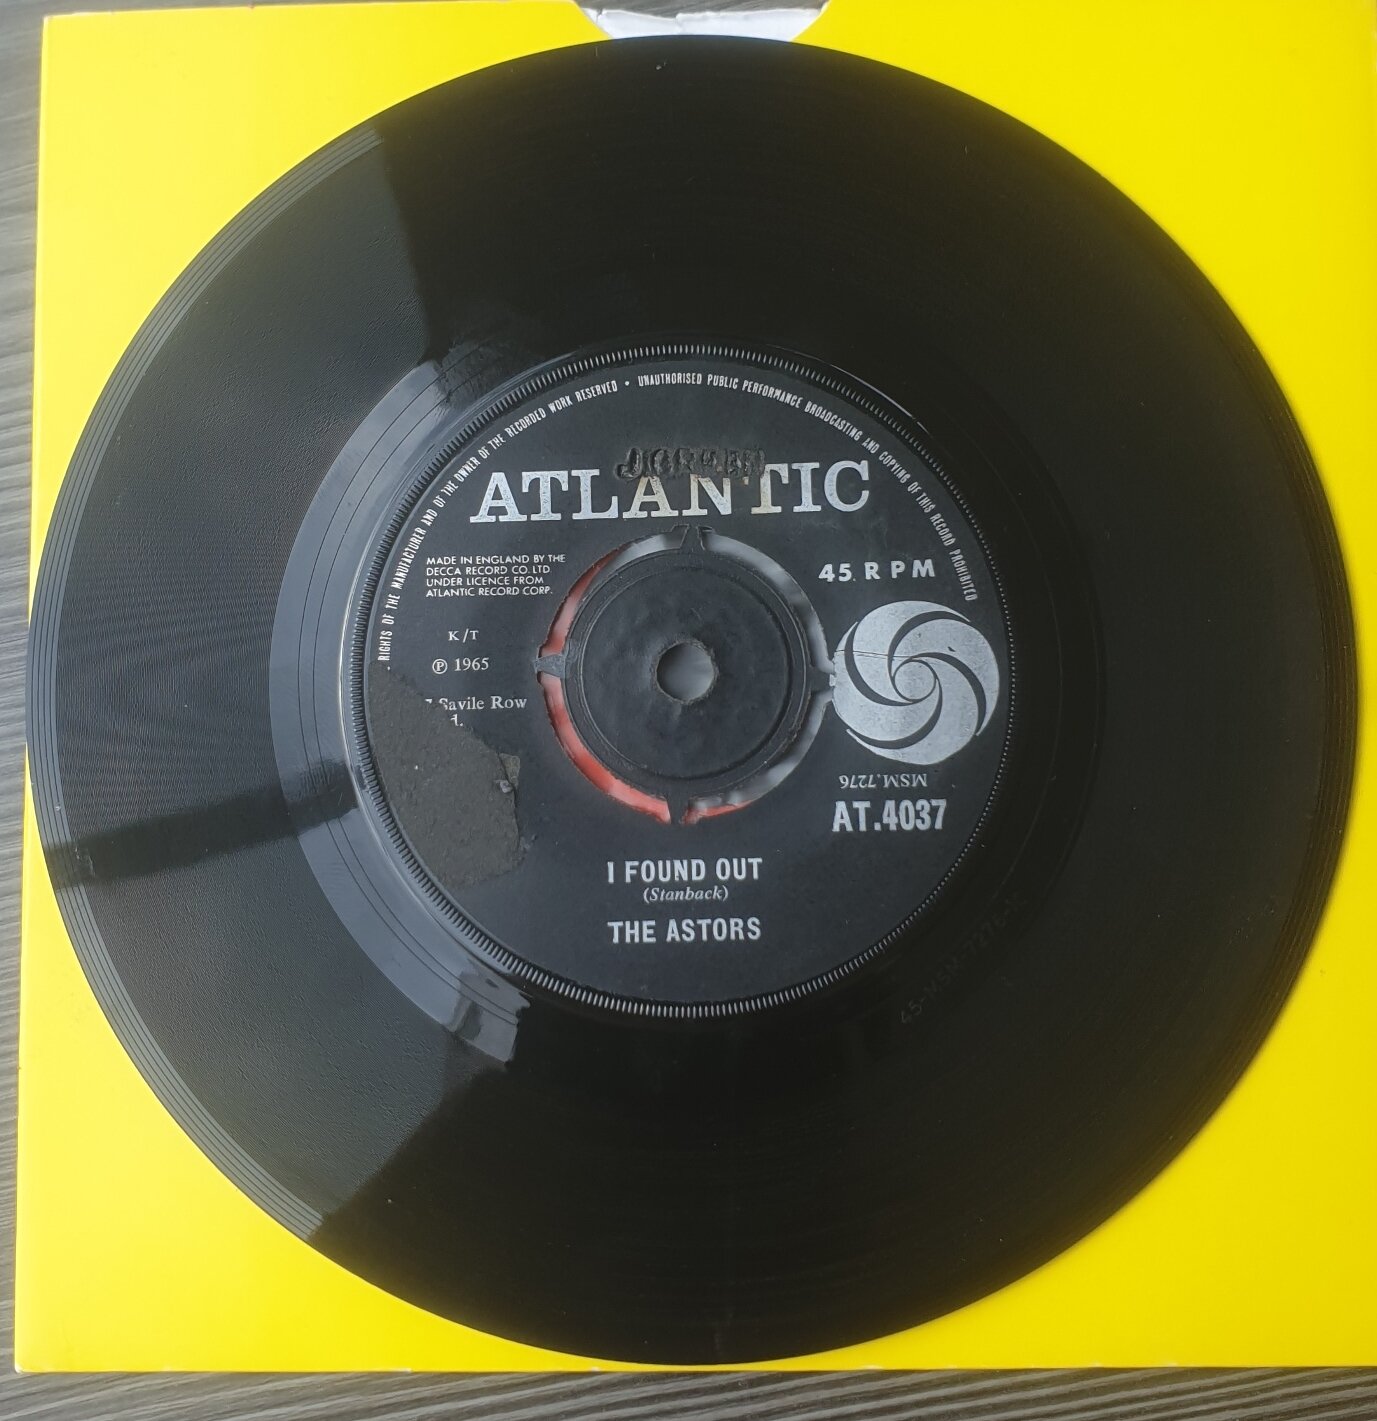 RIGHTS OF THE MANUFACTURER AND OF THE OWNER OF THE RECORDED WORK RESERVED • UNAUTHORISED PUBLIC PERFORMANCE BROADCASTING AND COPYING OF THIS RECORD PROHIBITED
ATLANTIC
MADE IN ENGLAND BY THE
DECCA RECORD CO. LTD
UNDER LICENCE FROM
ATLANTIC RECORD CORP.
45 RPM
K/T
Ⓟ 1965
Savile Row
d.
MSM.7276
AT.4037
I FOUND OUT
(Stanback)
THE ASTORS